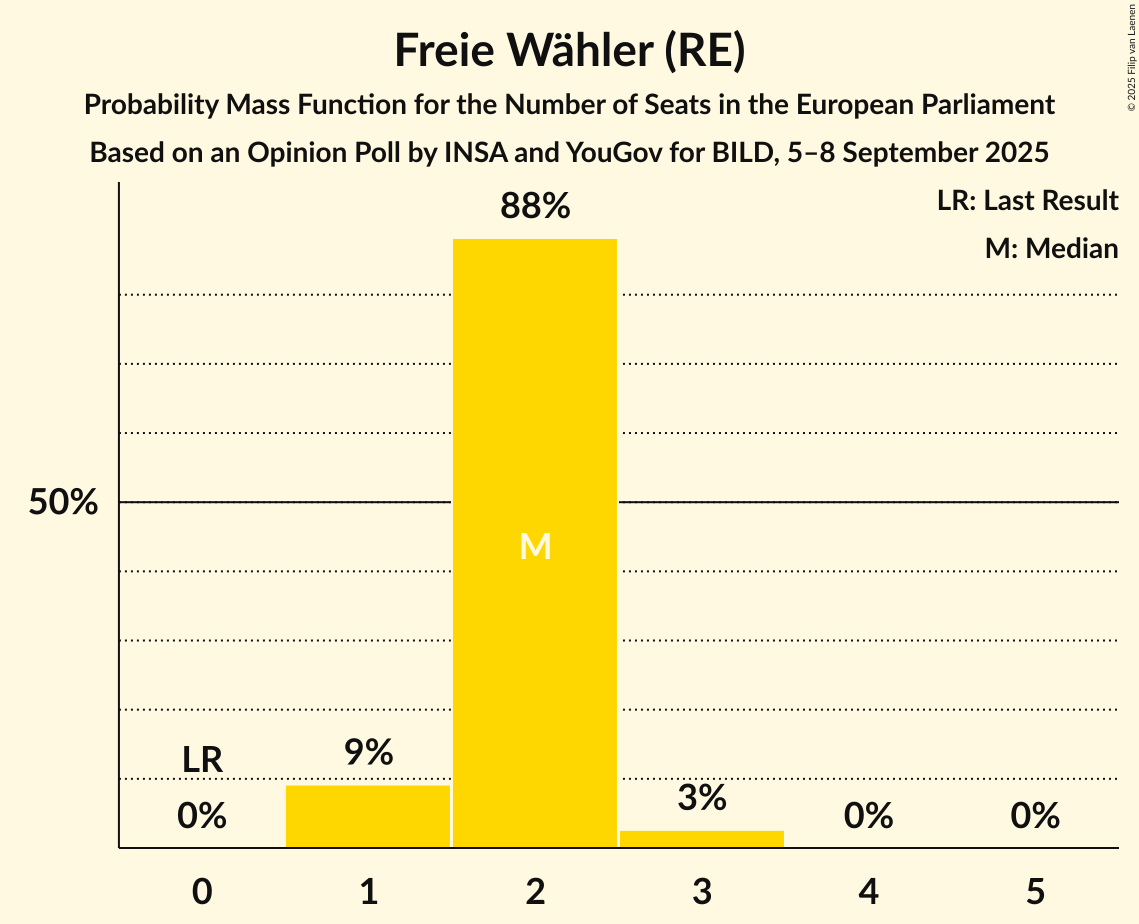 Freie Wähler (RE)
Probability Mass Function for the Number of Seats in the European Parliament
Based on an Opinion Poll by INSA and YouGov for BILD, 5–8 September 2025
© 2025 Filip van Laenen
LR: Last Result
M: Median
88%
50%
M
LR
9%
3%
0%
0%
0%
0 1 2 3 4 5